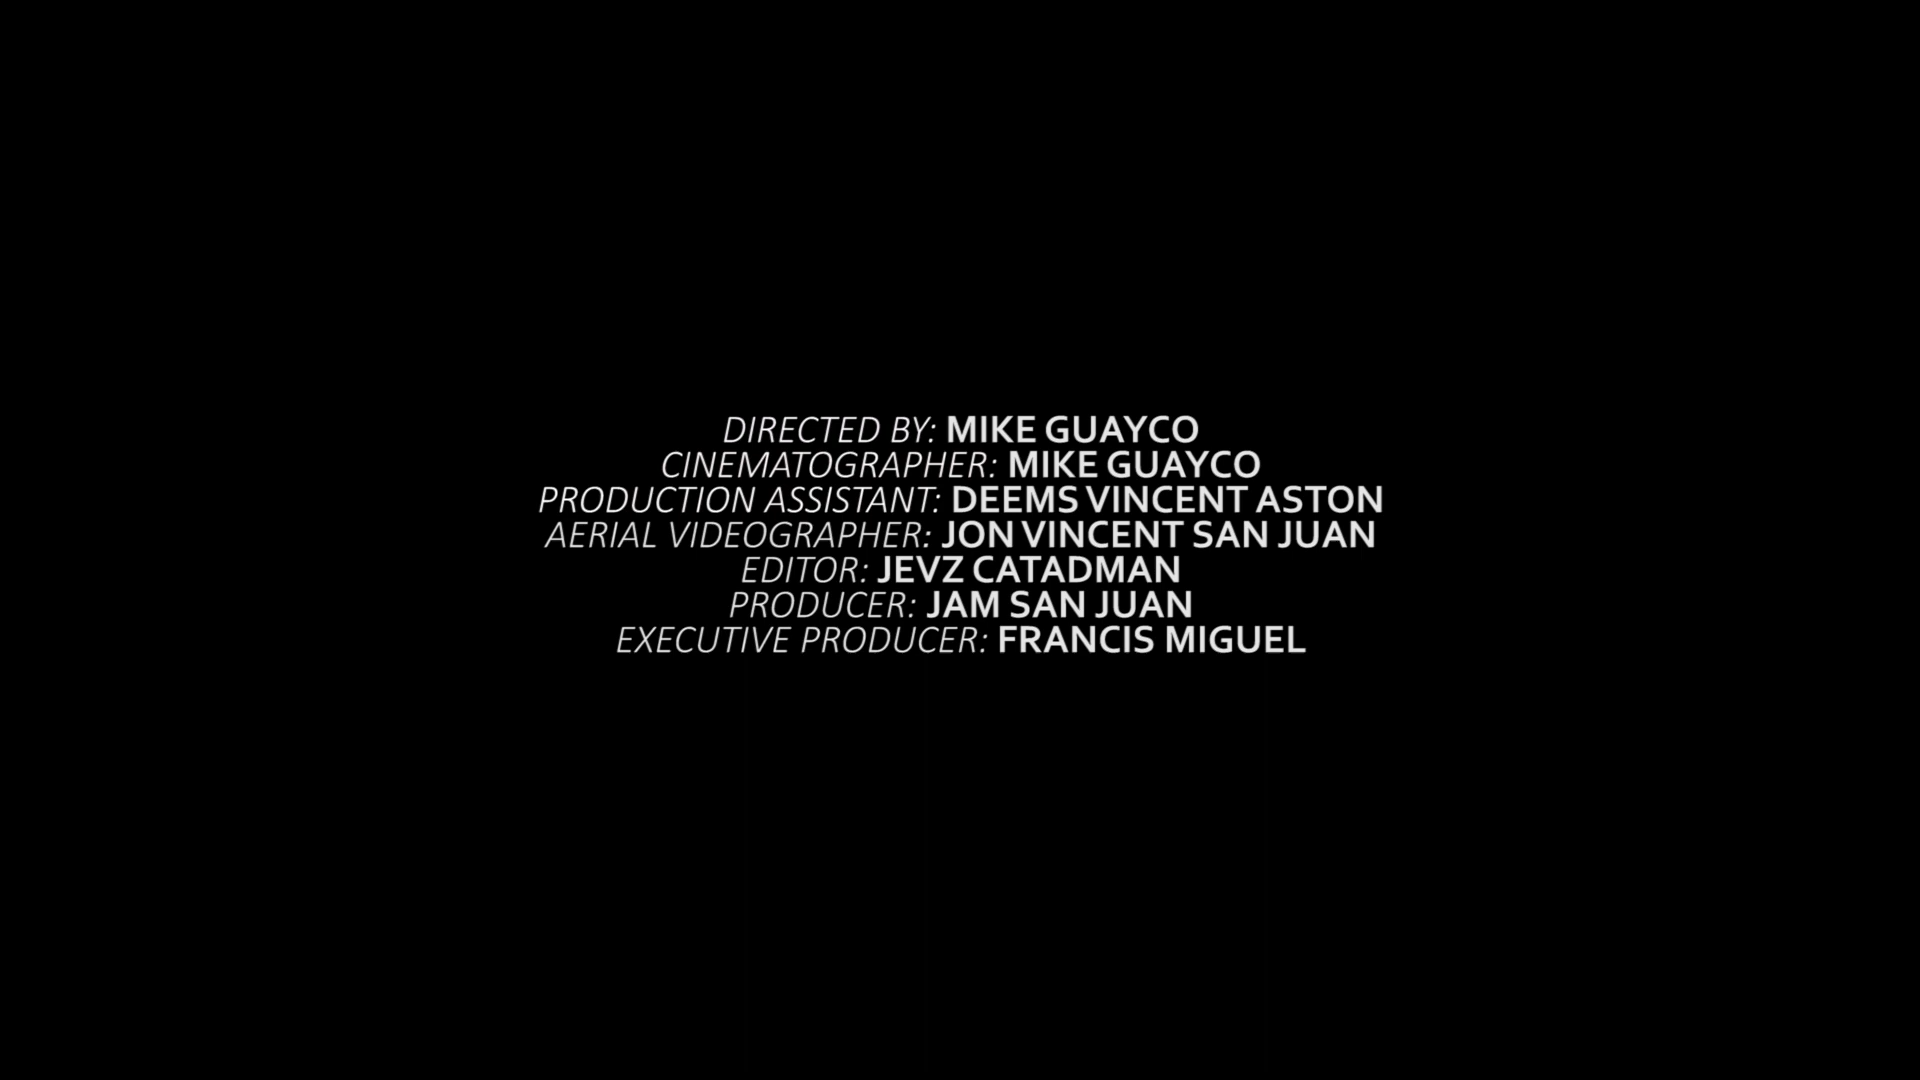 DIRECTED BY: MIKE GUAYCO
CINEMATOGRAPHER: MIKE GUAYCO
PRODUCTION ASSISTANT: DEEMS VINCENT ASTON
AERIAL VIDEOGRAPHER: JON VINCENT SAN JUAN
EDITOR: JEVZ CATADMAN
PRODUCER: JAM SAN JUAN
EXECUTIVE PRODUCER: FRANCIS MIGUEL